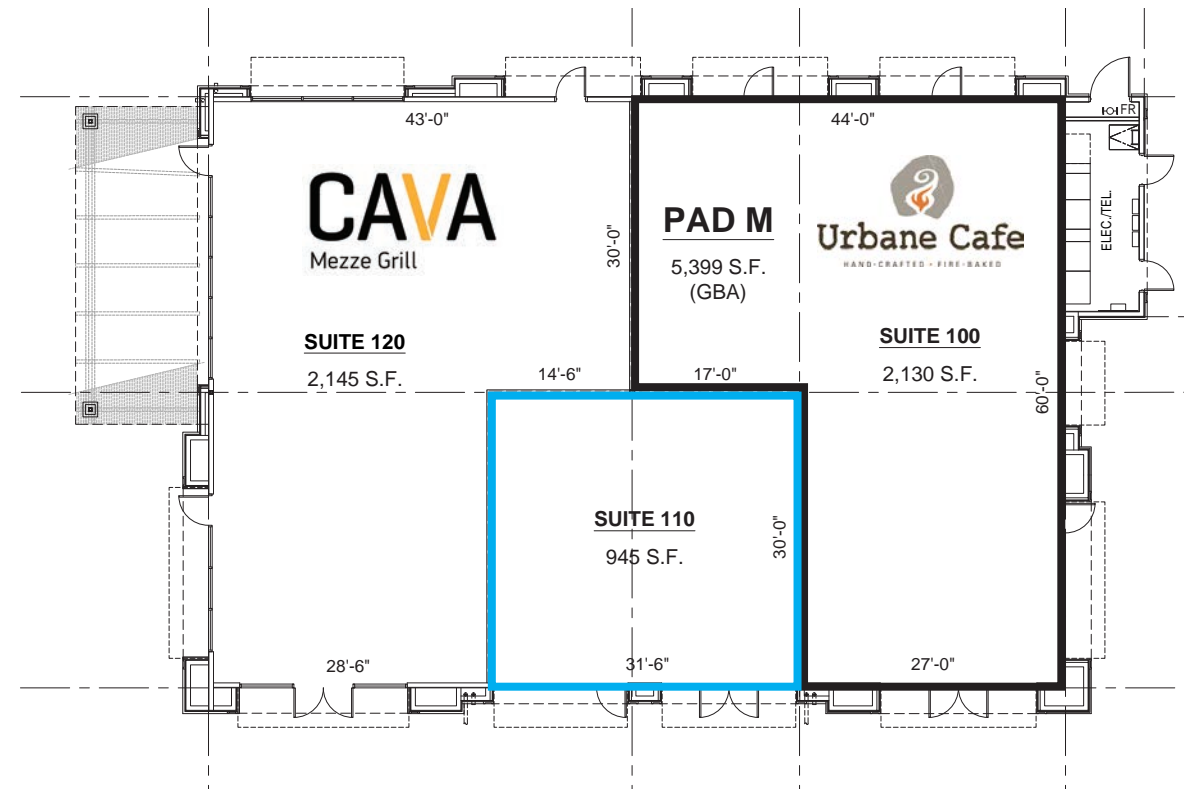 43'-0"
44'-0"
FR
ELEC./TEL.
CAVA
Mezze Grill
30'-0"
PAD M
5,399 S.F.
(GBA)
Urbane Cafe
HAND-CRAFTED • FIRE-BAKED
SUITE 120
2,145 S.F.
SUITE 100
2,130 S.F.
14'-6"
17'-0"
60'-0"
SUITE 110
945 S.F.
30'-0"
28'-6"
31'-6"
27'-0"